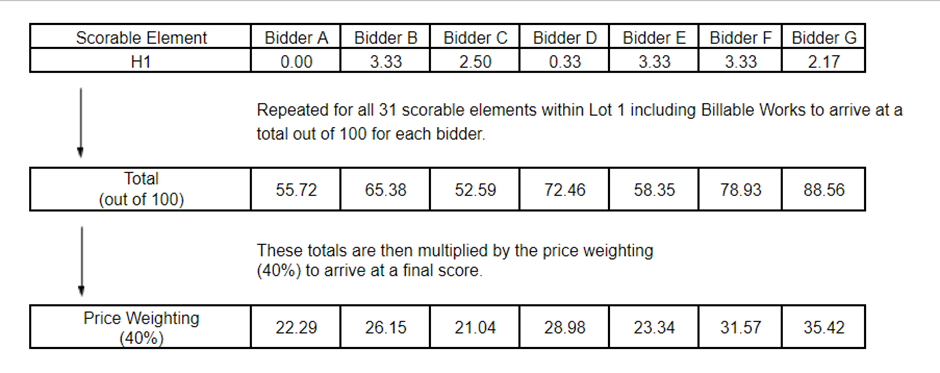 Scorable Element Bidder A Bidder B Bidder C Bidder D Bidder E Bidder F Bidder G
H1 0.00 3.33 2.50 0.33 3.33 3.33 2.17
Repeated for all 31 scorable elements within Lot 1 including Billable Works to arrive at a
total out of 100 for each bidder.
Total
(out of 100) 55.72 65.38 52.59 72.46 58.35 78.93 88.56
These totals are then multiplied by the price weighting
(40%) to arrive at a final score.
Price Weighting
(40%) 22.29 26.15 21.04 28.98 23.34 31.57 35.42